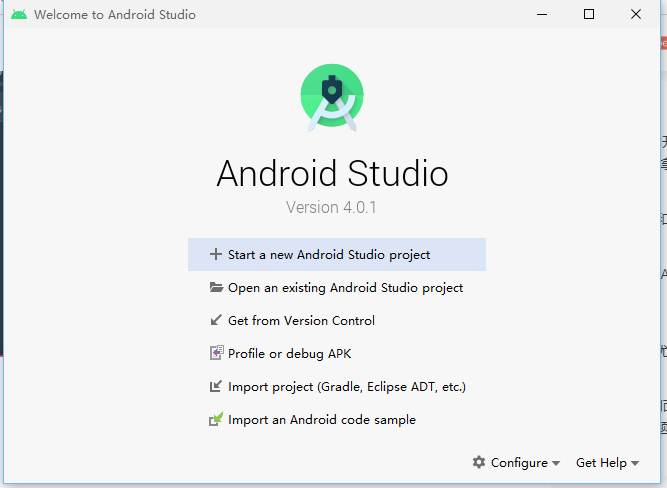 Welcome to Android Studio
Android Studio
Version 4.0.1
Start a new Android Studio project
Open an existing Android Studio project
Get from Version Control
Profile or debug APK
Import project (Gradle, Eclipse ADT, etc.)
Import an Android code sample
Configure
Get Help